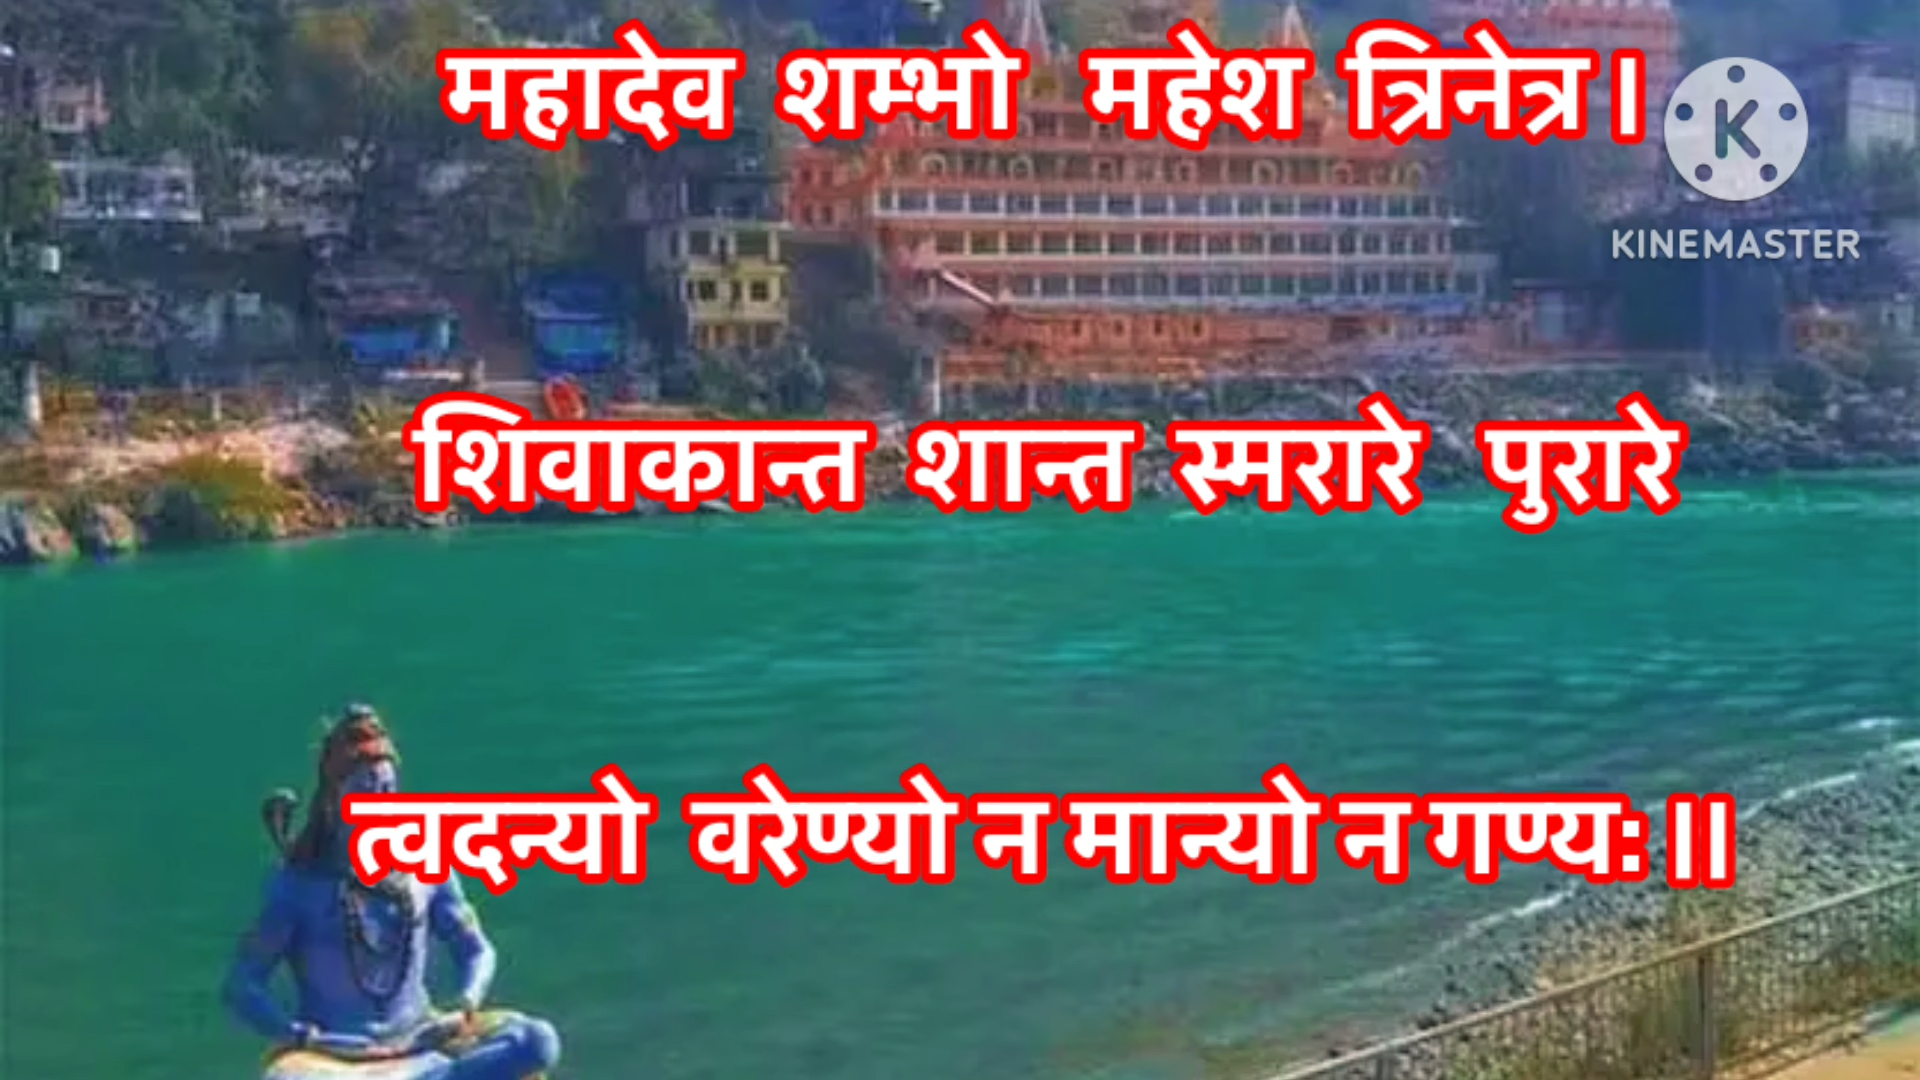 महादेव शम्भो महेश त्रिनेत्र।
KINEMASTER
शिवाकान्त शान्त स्मरारे पुरारे
त्वदन्यो वरेण्यो न मान्यो न गण्यः।।